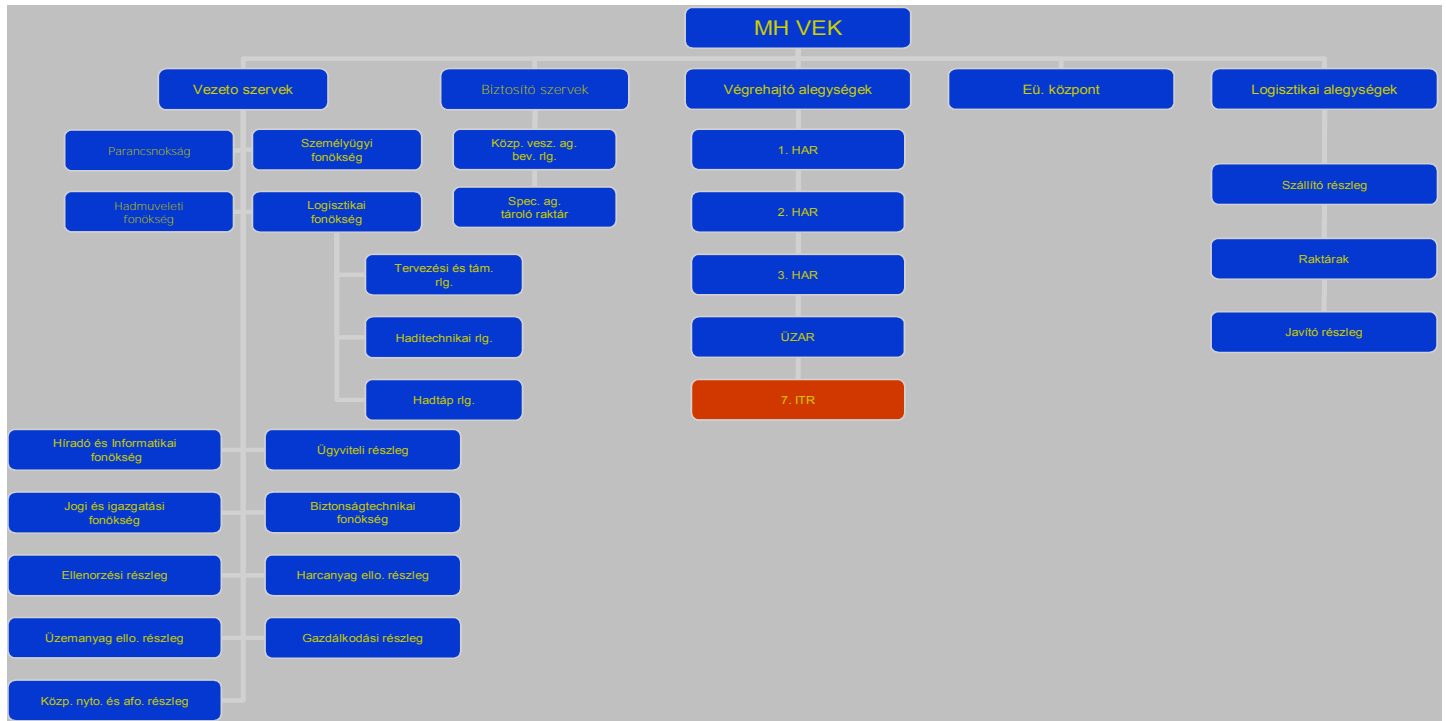 MH VEK
Vezeto szervek
Biztosító szervek
Végrehajtó alegységek
Eü. központ
Logisztikai alegységek
Parancsnokság
Személyügyi
fonökség
Hadmuveleti
fonökség
Logisztikai
fonökség
Tervezési és tám.
rlg.
Haditechnikai rlg.
Hadtáp rlg.
Híradó és Informatikai
fonökség
Ügyviteli részleg
Jogi és igazgatási
fonökség
Biztonságtechnikai
fonökség
Ellenorzési részleg
Harcanyag ello. részleg
Üzemanyag ello. részleg
Gazdálkodási részleg
Közp. nyto. és afo. részleg
Közp. vesz. ag.
bev. rlg.
Spec. ag.
tároló raktár
1. HAR
2. HAR
3. HAR
ÜZAR
7. ITR
Szállító részleg
Raktárak
Javító részleg